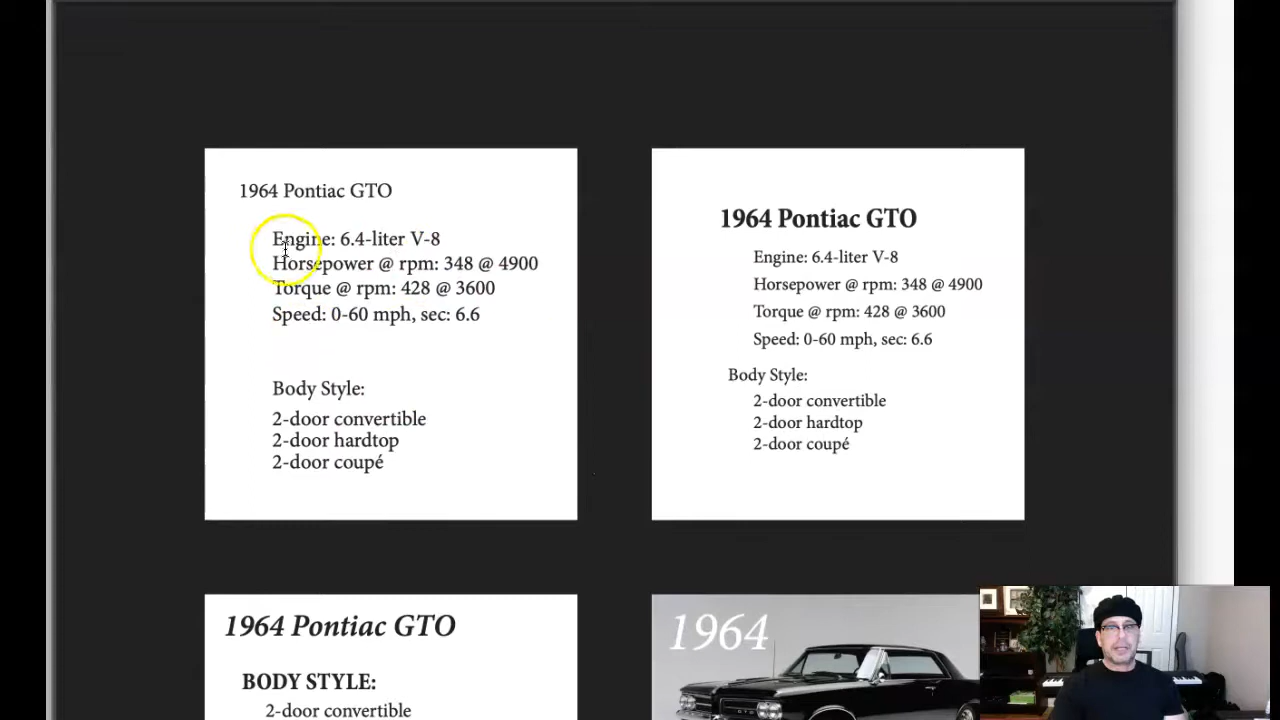 1964 Pontiac GTO
Engine: 6.4-liter V-8
Horsepower @ rpm: 348 @ 4900
Torque @ rpm: 428 @ 3600
Speed: 0-60 mph, sec: 6.6
Body Style:
2-door convertible
2-door hardtop
2-door coupé
1964 Pontiac GTO
Engine: 6.4-liter V-8
Horsepower @ rpm: 348 @ 4900
Torque @ rpm: 428 @ 3600
Speed: 0-60 mph, sec: 6.6
Body Style:
2-door convertible
2-door hardtop
2-door coupé
1964 Pontiac GTO
BODY STYLE:
2-door convertible
1964
GTO